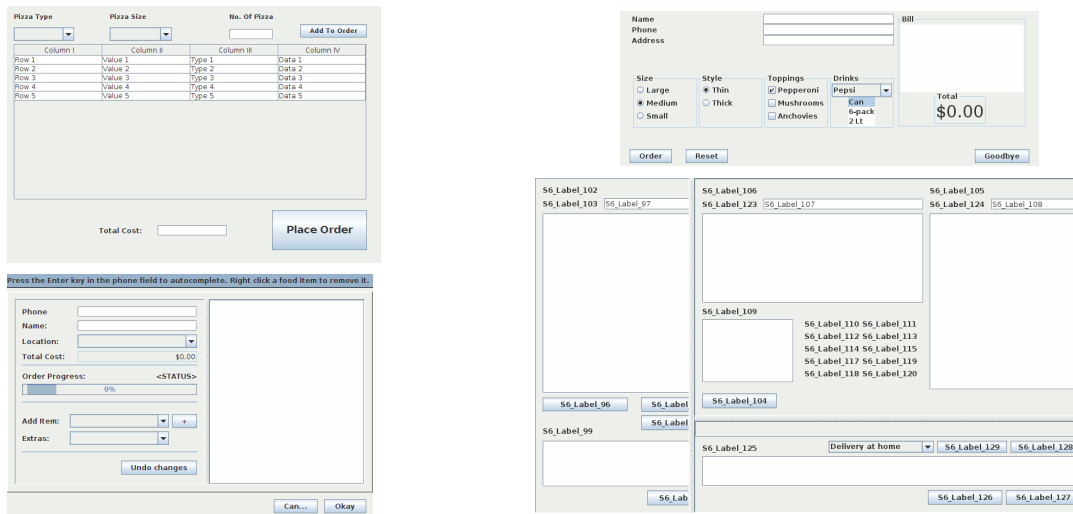 Pizza Type Pizza Size No. Of Pizza
Add To Order
Column I Column II Column III Column IV
Row 1 Value 1 Type 1 Data 1
Row 2 Value 2 Type 2 Data 2
Row 3 Value 3 Type 3 Data 3
Row 4 Value 4 Type 4 Data 4
Row 5 Value 5 Type 5 Data 5
Total Cost: Place Order
Press the Enter key in the phone field to autocomplete. Right click a food item to remove it.
Phone
Name:
Location:
Total Cost: $0.00
Order Progress: <STATUS>
0%
Add Item: +
Extras:
Undo changes
Can... Okay
Name
Phone
Address
Bill
Size Style Toppings Drinks
Large Thin Pepperoni Pepsi
Medium Thick Mushrooms Can
Small Anchovies 6-pack
2 Lt
Total
$0.00
Order Reset Goodbye
S6_Label_102
S6_Label_103 S6_Label_97
S6_Label_96 S6_Label
S6_Label
S6_Label_99
S6_Lab
S6_Label_106 S6_Label_105
S6_Label_123 S6_Label_107 S6_Label_124 S6_Label_108
S6_Label_109
S6_Label_110 S6_Label_111
S6_Label_112 S6_Label_113
S6_Label_114 S6_Label_115
S6_Label_117 S6_Label_119
S6_Label_118 S6_Label_120
S6_Label_104
S6_Label_125 Delivery at home S6_Label_129 S6_Label_128
S6_Label_126 S6_Label_127